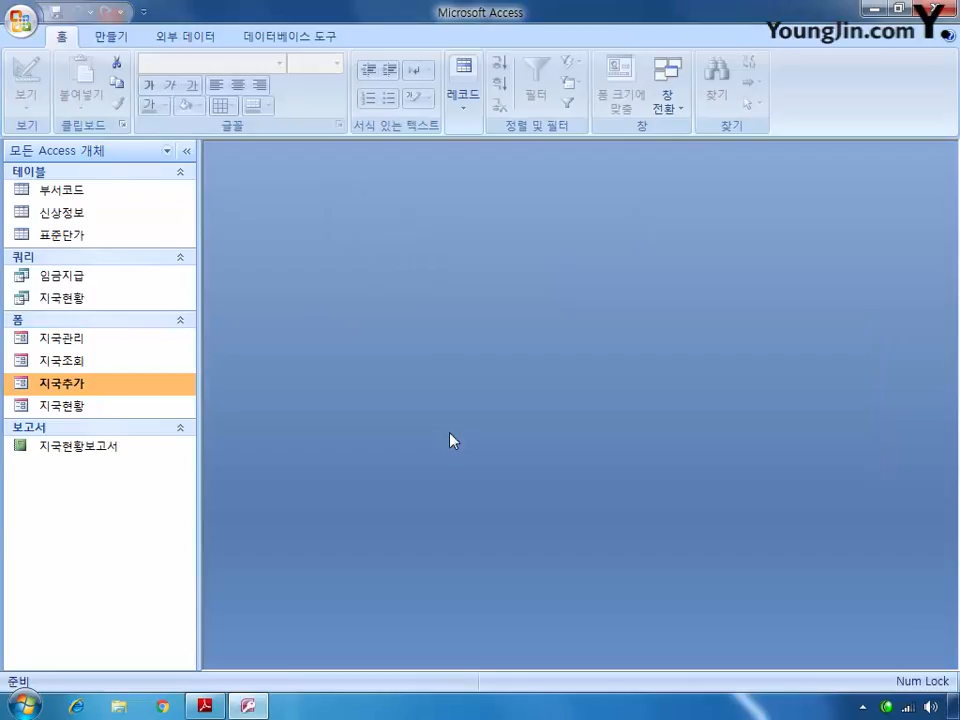 Microsoft Access
YoungJin.com Y.
홈 만들기 외부 데이터 데이터베이스 도구
보기 붙여넣기 가 가 가 가 레코드 필터 폼 크기에 맞춤 창 전환 찾기
보기 클립보드 글꼴 서식 있는 텍스트 정렬 및 필터 창 찾기
모든 Access 개체
테이블
부서코드
신상정보
표준단가
쿼리
임금지급
지국현황
폼
지국관리
지국조회
지국추가
지국현황
보고서
지국현황보고서
준비 Num Lock